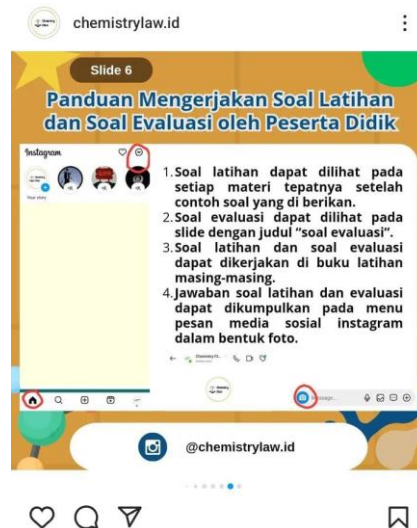 chemistrylaw.id
Slide 6
Panduan Mengerjakan Soal Latihan
dan Soal Evaluasi oleh Peserta Didik
Instagram
Your story
1. Soal latihan dapat dilihat pada
setiap materi tepatnya setelah
contoh soal yang di berikan.
2. Soal evaluasi dapat dilihat pada
slide dengan judul “soal evaluasi”.
3. Soal latihan dan soal evaluasi
dapat dikerjakan di buku latihan
masing-masing.
4. Jawaban soal latihan dan evaluasi
dapat dikumpulkan pada menu
pesan media sosial instagram
dalam bentuk foto.
Message...
@chemistrylaw.id